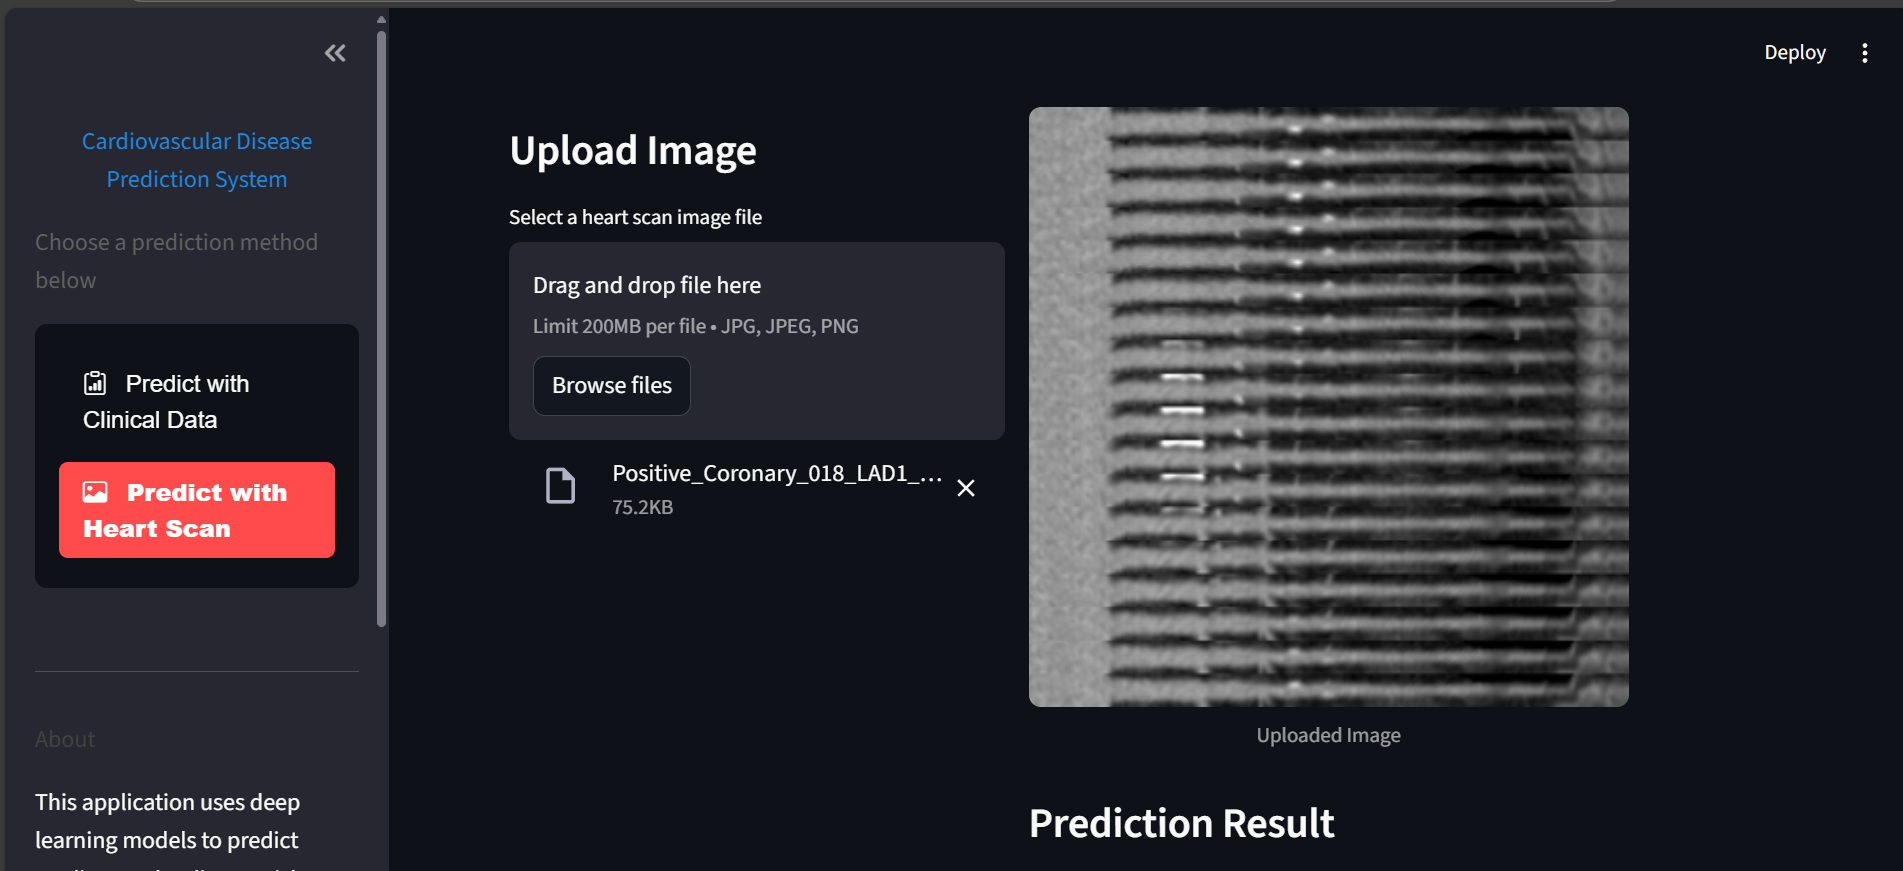 Deploy
Cardiovascular Disease
Prediction System
Choose a prediction method
below
Predict with
Clinical Data
Predict with
Heart Scan
About
This application uses deep
learning models to predict
Upload Image
Select a heart scan image file
Drag and drop file here
Limit 200MB per file • JPG, JPEG, PNG
Browse files
Positive_Coronary_018_LAD1_...
75.2KB
Uploaded Image
Prediction Result